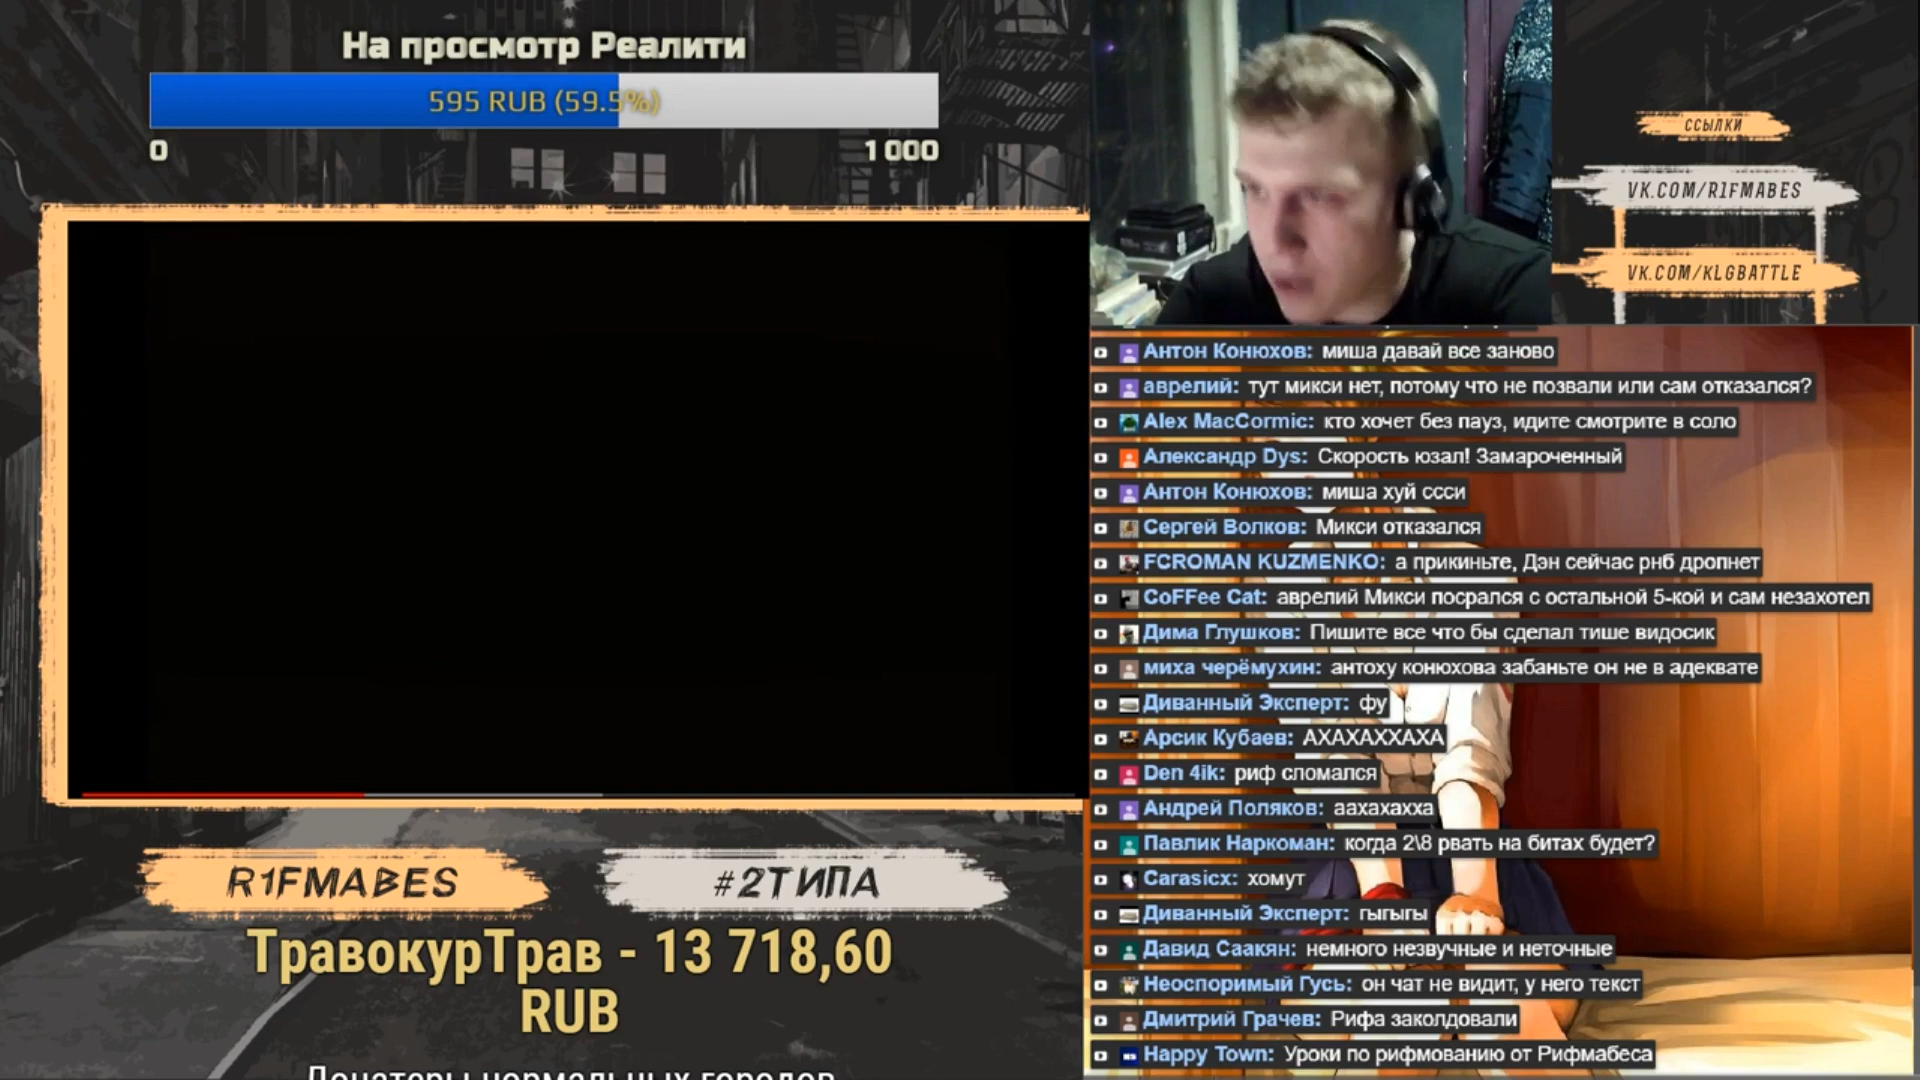 На просмотр Реалити
595 RUB (59.5%)
0
1 000
ССЫЛКИ
VK.COM/R1FMABES
VK.COM/KLGBATTLE
Антон Конюхов: миша давай все заново
аврелий: тут микси нет, потому что не позвали или сам отказался?
Alex MacCormic: кто хочет без пауз, идите смотрите в соло
Александр Dys: Скорость юзал! Замароченный
Антон Конюхов: миша хуй ссси
Сергей Волков: Микси отказался
FCROMAN KUZMENKO: а прикиньте, Дэн сейчас рнб дропнет
CoFFee Cat: аврелий Микси посрался с остальной 5-кой и сам незахотел
Дима Глушков: Пишите все что бы сделал тише видосик
миха черёмухин: антоху конюхова забаньте он не в адеквате
Диванный Эксперт: фу
Арсик Кубаев: АХАХАХХАХА
Den 4ik: риф сломался
Андрей Поляков: аахахахха
Павлик Наркоман: когда 2\8 рвать на битах будет?
Carasicx: хомут
Диванный Эксперт: гыгыгы
Давид Саакян: немного незвучные и неточные
Неоспоримый Гусь: он чат не видит, у него текст
Дмитрий Грачев: Рифа заколдовали
Happy Town: Уроки по рифмованию от Рифмабеса
R1FMABES
#2ТИПА
ТравокурТрав - 13 718,60
RUB
Донатеры нормальных городов